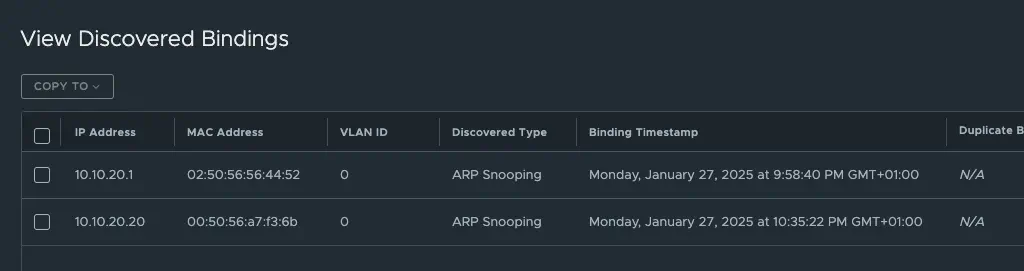 View Discovered Bindings
COPY TO
IP Address MAC Address VLAN ID Discovered Type Binding Timestamp Duplicate B
10.10.20.1 02:50:56:56:44:52 0 ARP Snooping Monday, January 27, 2025 at 9:58:40 PM GMT+01:00 N/A
10.10.20.20 00:50:56:a7:f3:6b 0 ARP Snooping Monday, January 27, 2025 at 10:35:22 PM GMT+01:00 N/A